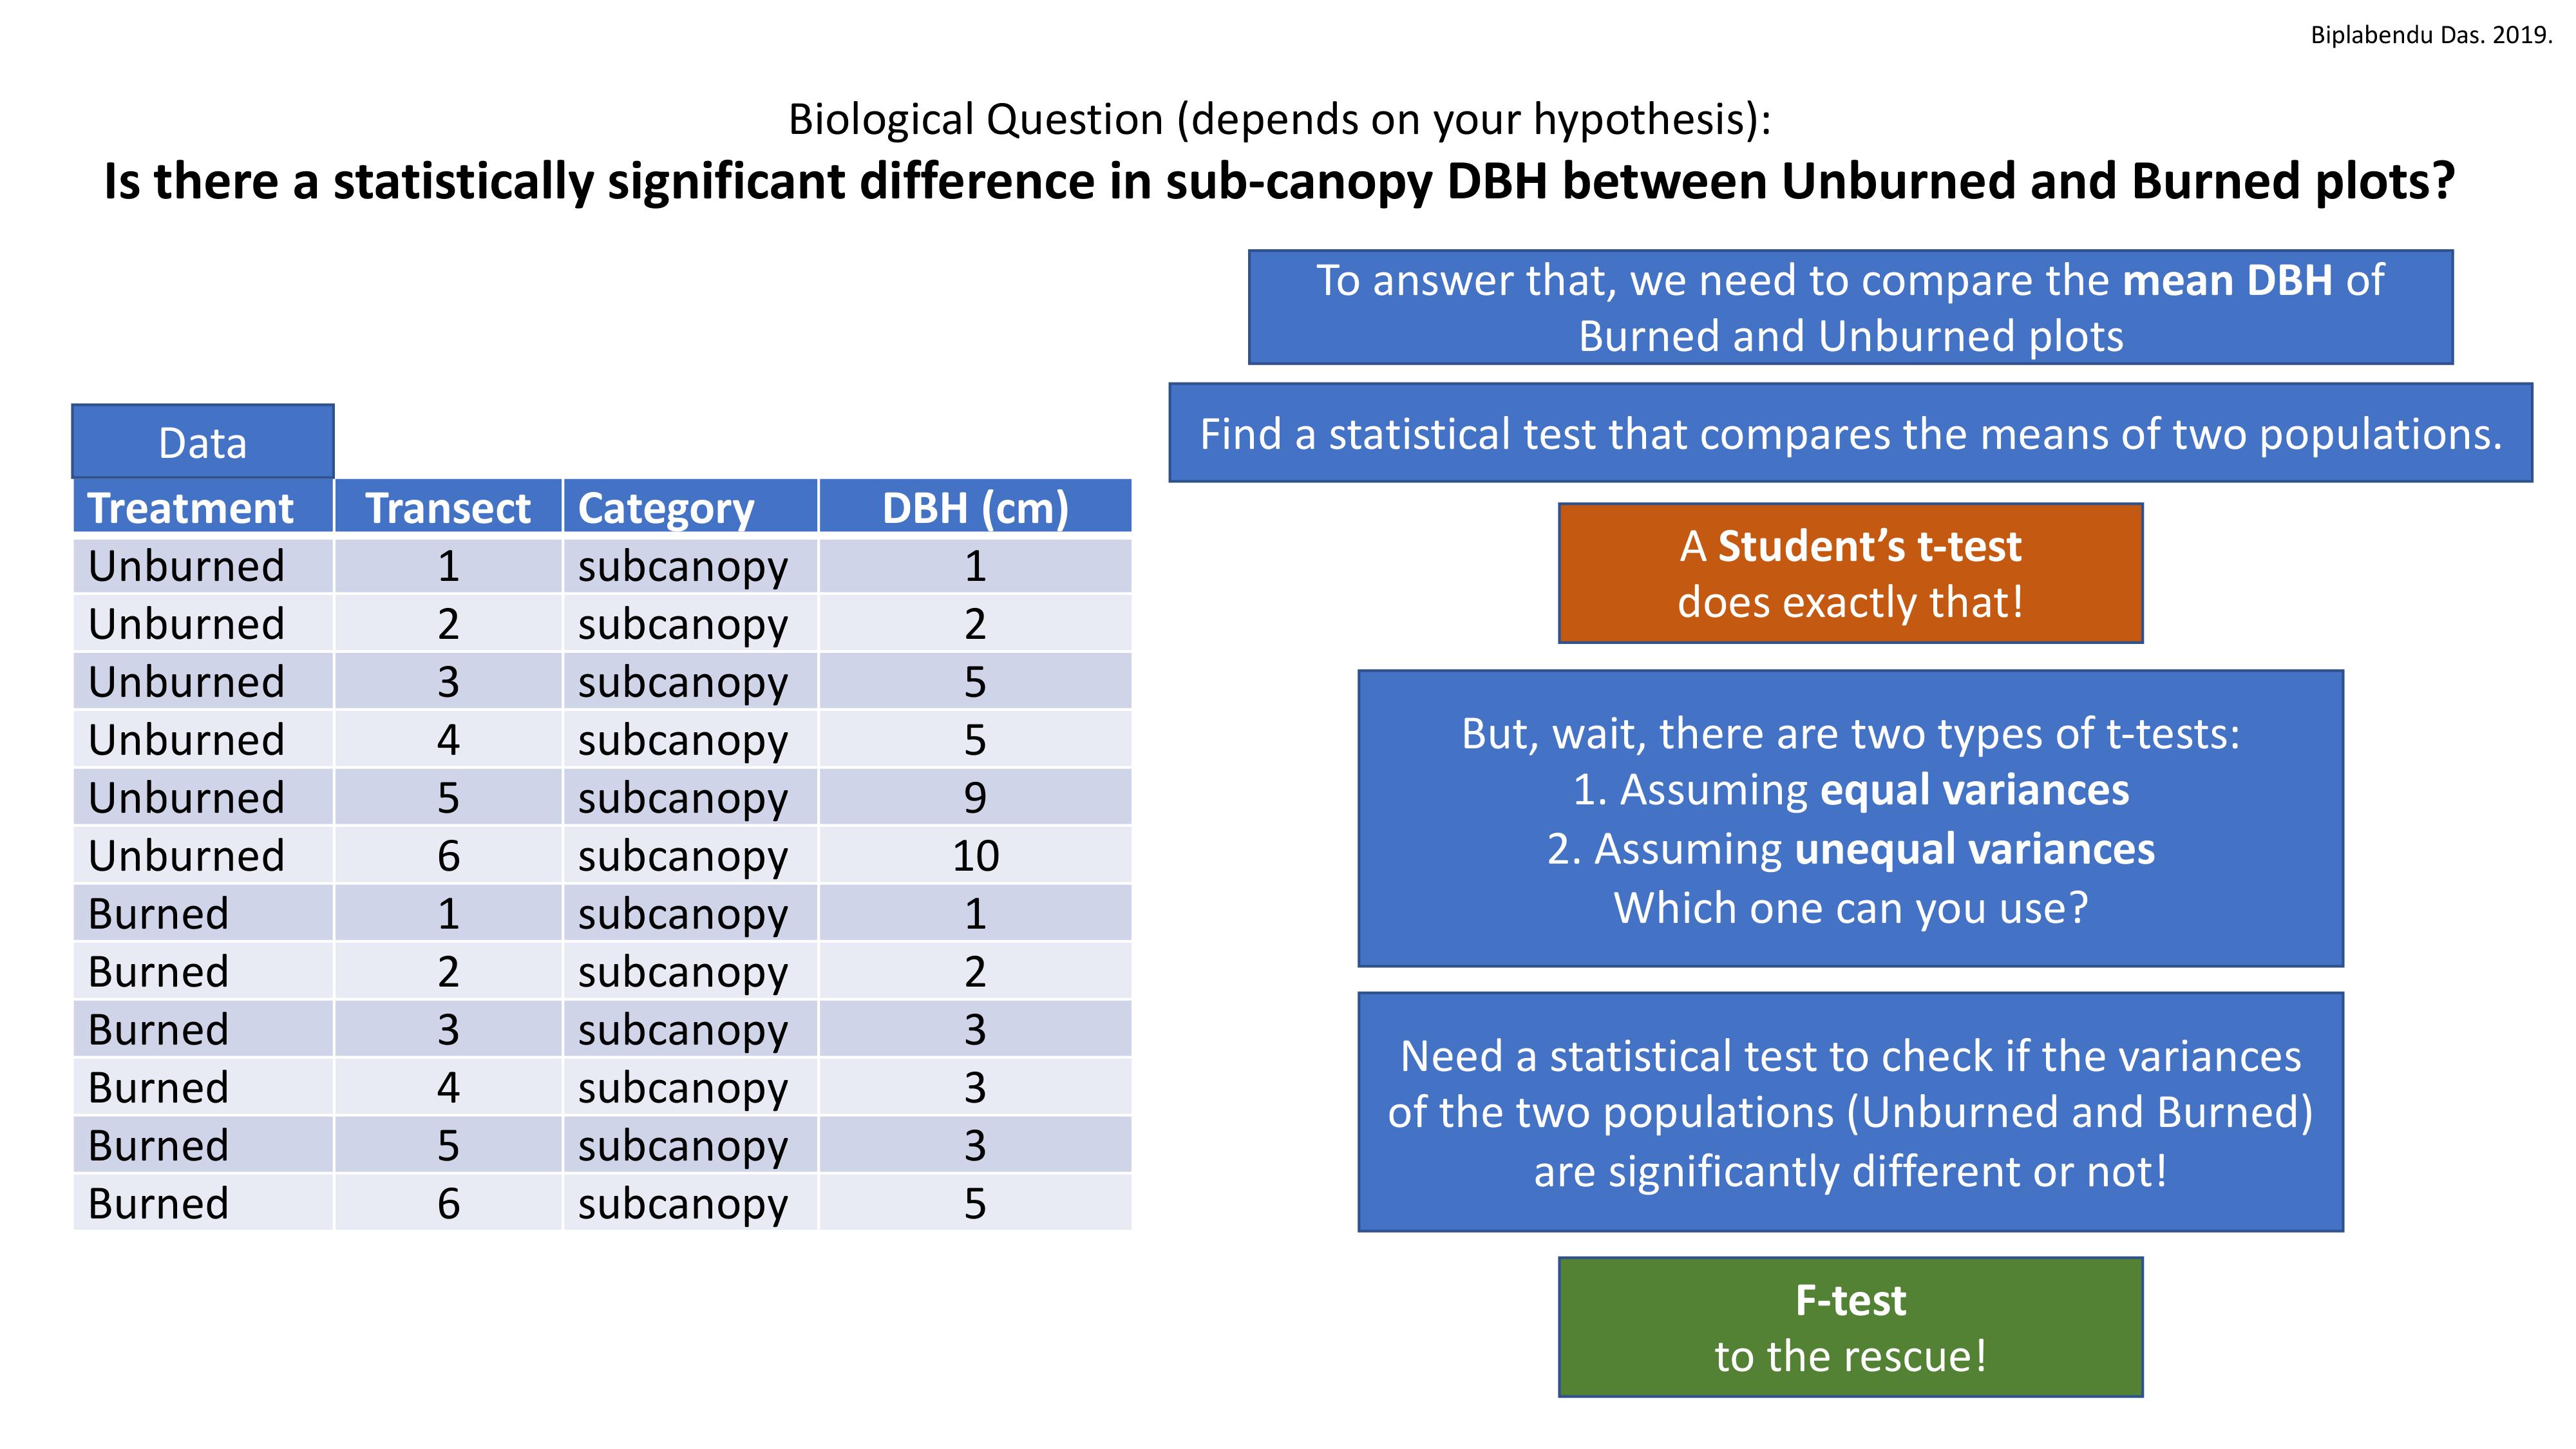 Biplabendu Das. 2019.
Biological Question (depends on your hypothesis):
Is there a statistically significant difference in sub-canopy DBH between Unburned and Burned plots?
To answer that, we need to compare the mean DBH of
Burned and Unburned plots
Find a statistical test that compares the means of two populations.
A Student’s t-test
does exactly that!
But, wait, there are two types of t-tests:
1. Assuming equal variances
2. Assuming unequal variances
Which one can you use?
Need a statistical test to check if the variances
of the two populations (Unburned and Burned)
are significantly different or not!
F-test
to the rescue!
Data
Treatment Transect Category DBH (cm)
Unburned 1 subcanopy 1
Unburned 2 subcanopy 2
Unburned 3 subcanopy 5
Unburned 4 subcanopy 5
Unburned 5 subcanopy 9
Unburned 6 subcanopy 10
Burned 1 subcanopy 1
Burned 2 subcanopy 2
Burned 3 subcanopy 3
Burned 4 subcanopy 3
Burned 5 subcanopy 3
Burned 6 subcanopy 5